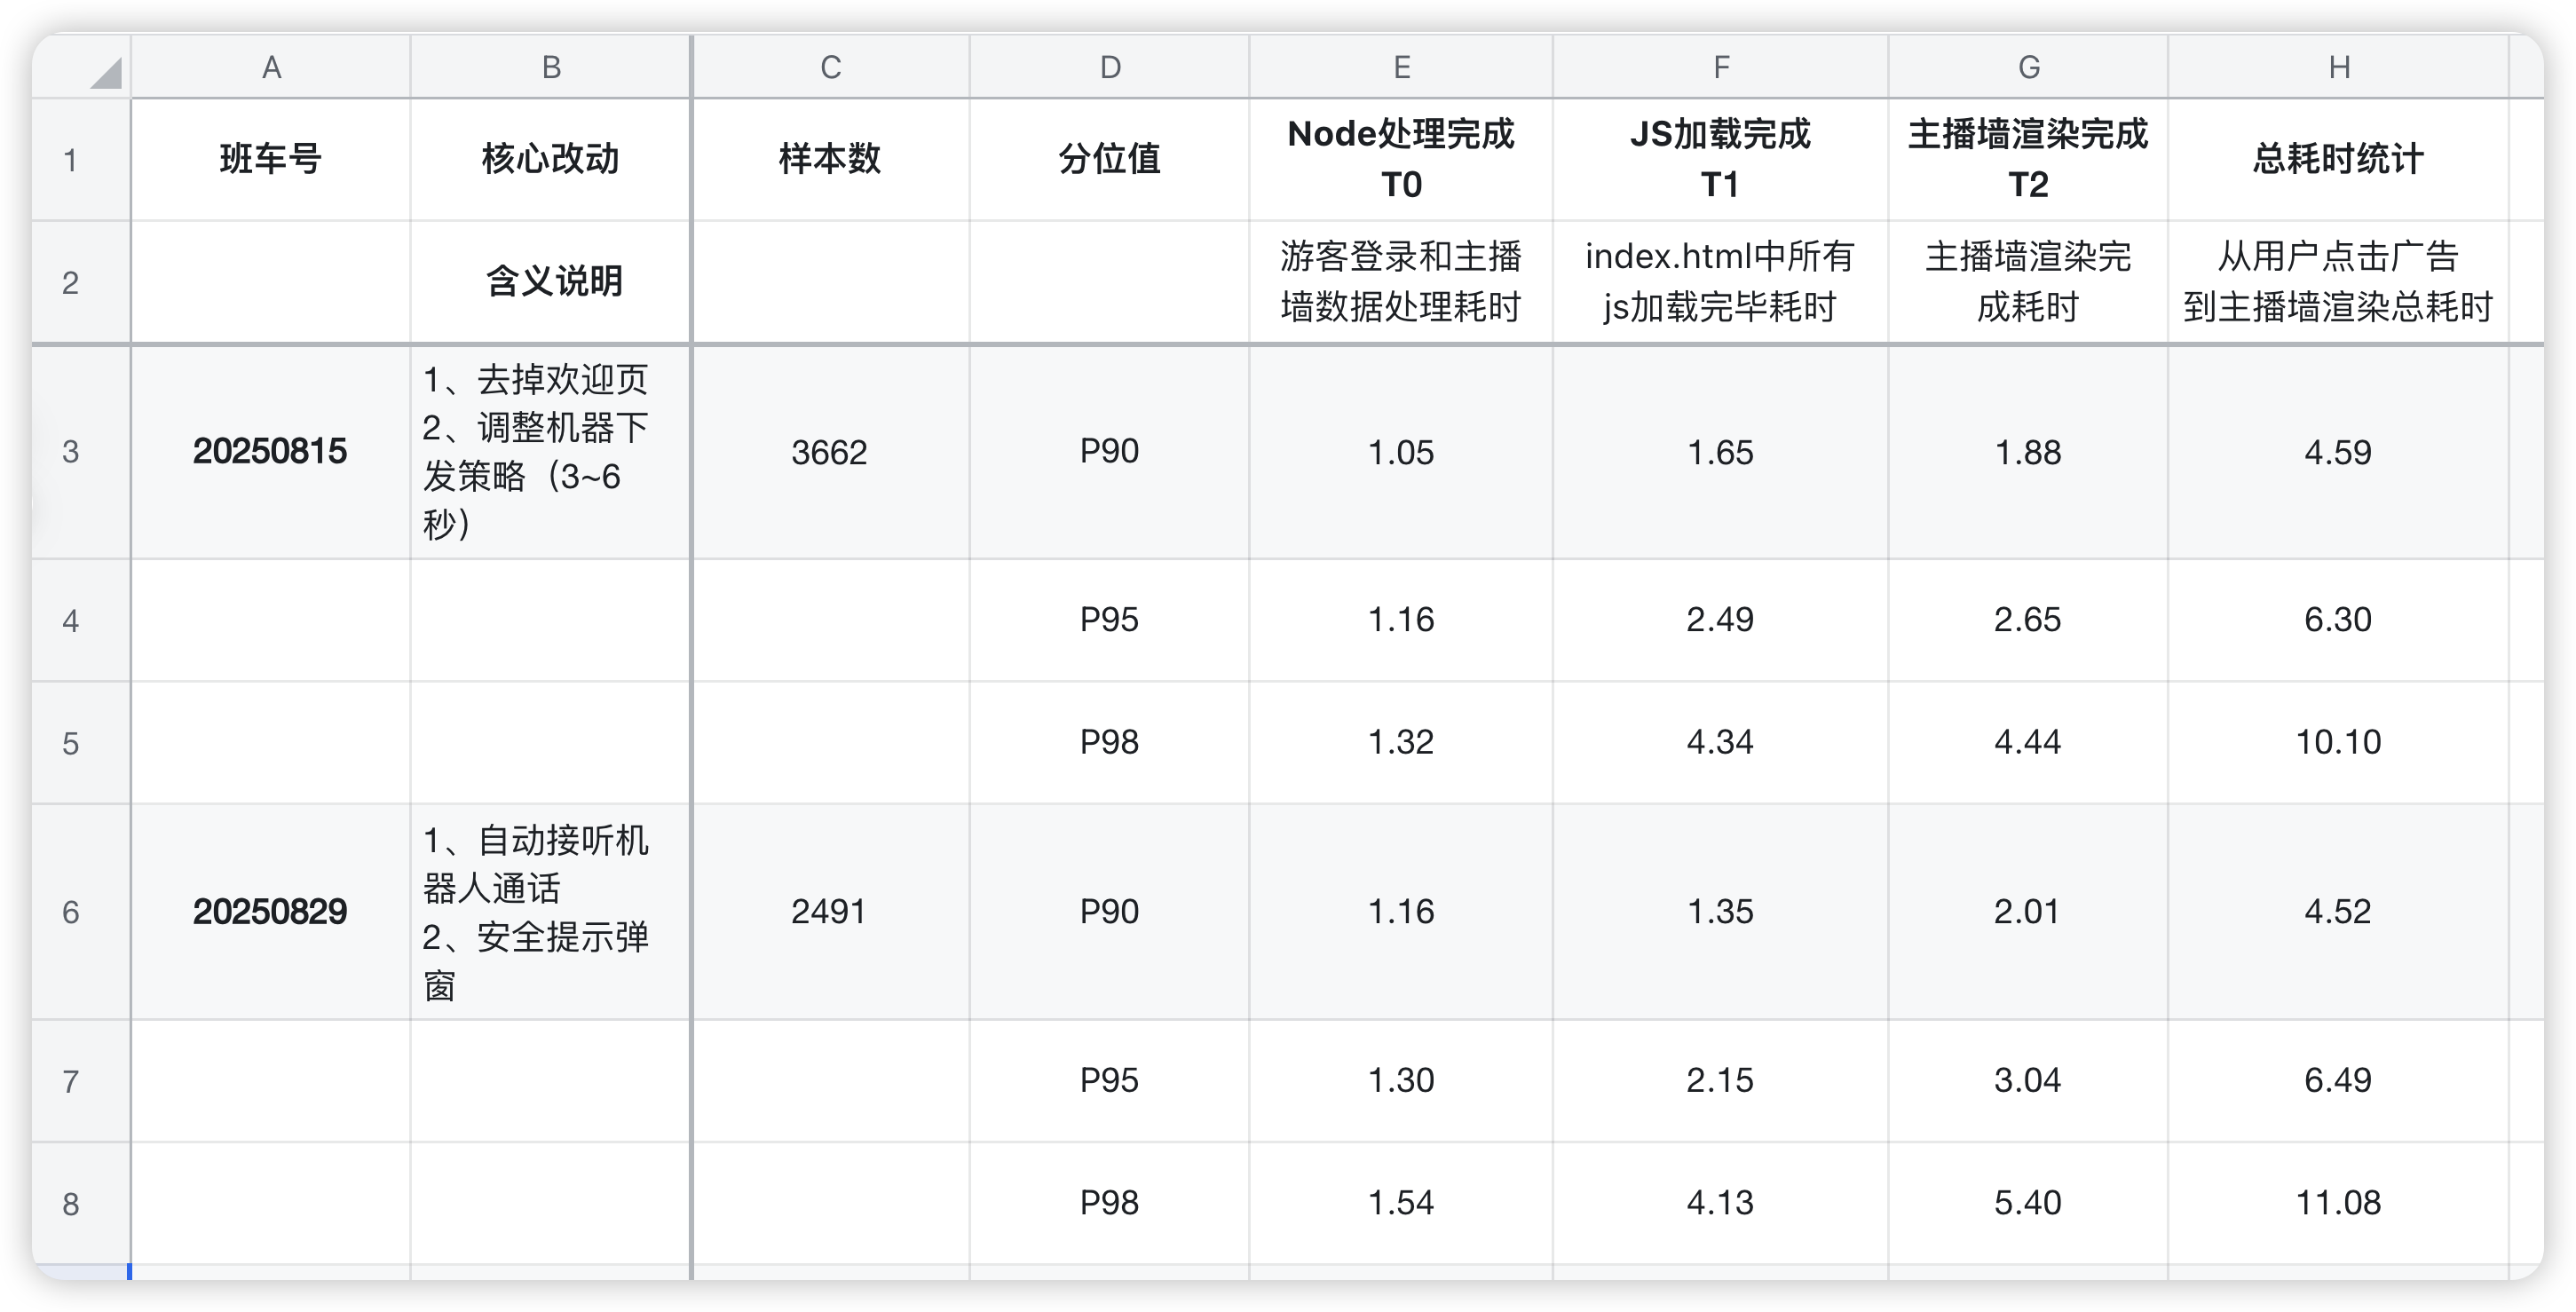 A B C D E F G H
1 班车号 核心改动 样本数 分位值 Node处理完成 JS加载完成 主播墙渲染完成 总耗时统计
T0 T1 T2
2 含义说明 游客登录和主播 index.html中所有 主播墙渲染完 从用户点击广告
墙数据处理耗时 js加载完毕耗时 成耗时 到主播墙渲染总耗时
1、去掉欢迎页
2、调整机器下
发策略（3~6
秒）
3 20250815 3662 P90 1.05 1.65 1.88 4.59
4 P95 1.16 2.49 2.65 6.30
5 P98 1.32 4.34 4.44 10.10
1、自动接听机
器人通话
2、安全提示弹
窗
6 20250829 2491 P90 1.16 1.35 2.01 4.52
7 P95 1.30 2.15 3.04 6.49
8 P98 1.54 4.13 5.40 11.08